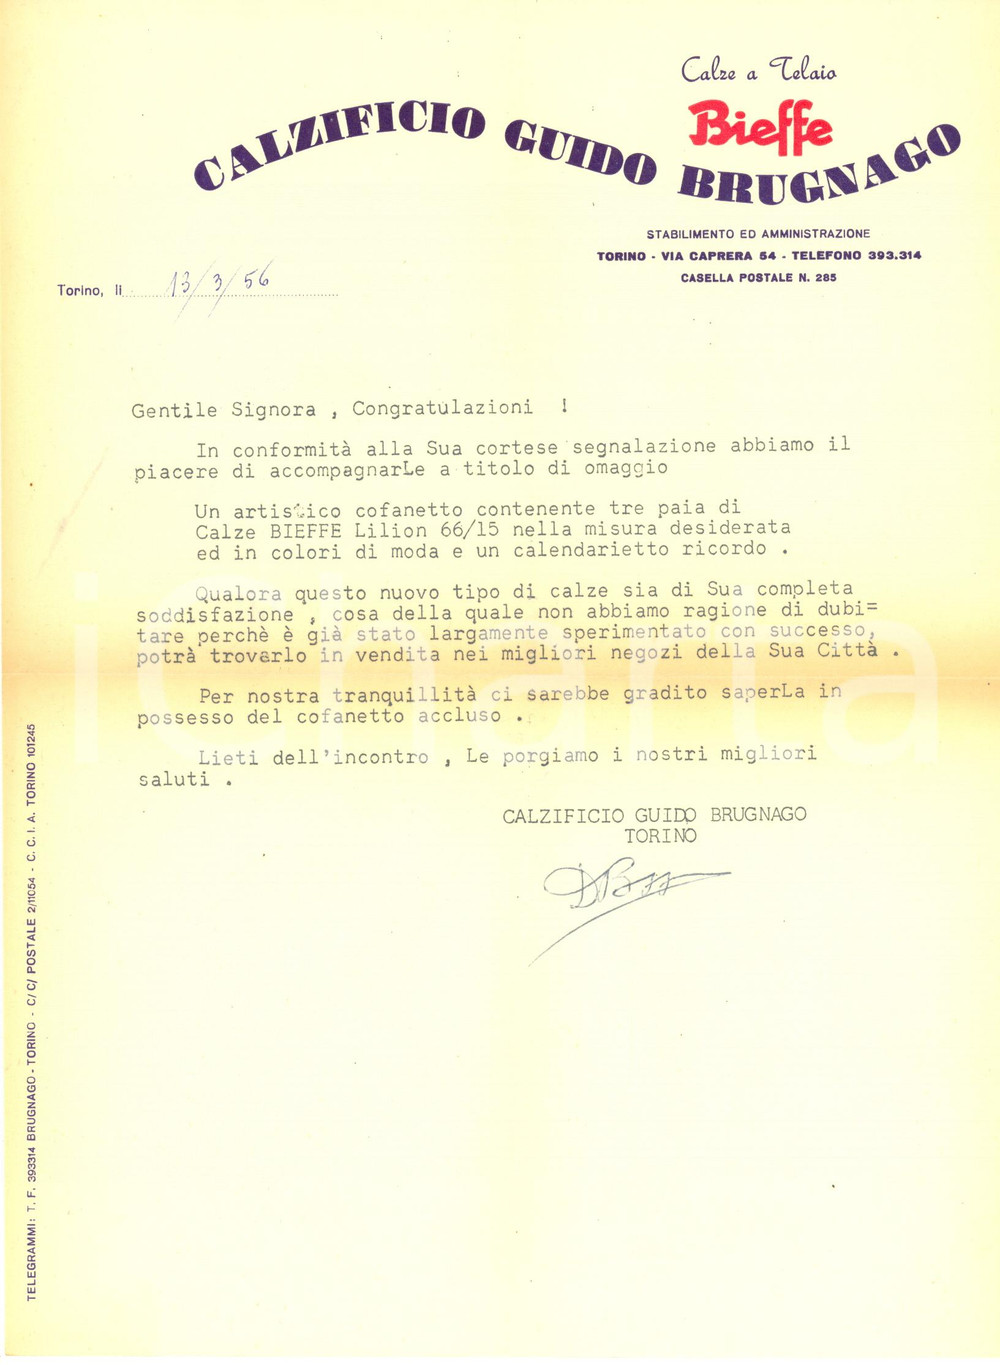 Calze a Telaio
Bieffe
CALZIFICIO GUIDO BRUGNAGO
STABILIMENTO ED AMMINISTRAZIONE
TORINO - VIA CAPRERA 54 - TELEFONO 393.314
CASELLA POSTALE N. 285
Torino, li 13/3/56
Gentile Signora , Congratulazioni !
In conformità alla Sua cortese segnalazione abbiamo il
piacere di accompagnarLe a titolo di omaggio
Un artistico cofanetto contenente tre paia di
Calze BIEFFE Lilion 66/15 nella misura desiderata
ed in colori di moda e un calendarietto ricordo .
Qualora questo nuovo tipo di calze sia di Sua completa
soddisfazione , cosa della quale non abbiamo ragione di dubi=
tare perchè è già stato largamente sperimentato con successo,
potrà trovarlo in vendita nei migliori negozi della Sua Città .
Per nostra tranquillità ci sarebbe gradito saperLa in
possesso del cofanetto accluso .
Lieti dell'incontro , Le porgiamo i nostri migliori
saluti .
CALZIFICIO GUIDO BRUGNAGO
TORINO
TELEGRAMMI: T. F. 393314 BRUGNAGO - TORINO - C/C/ POSTALE 2/11054 - C. C. I. A. TORINO 101245
iCharta